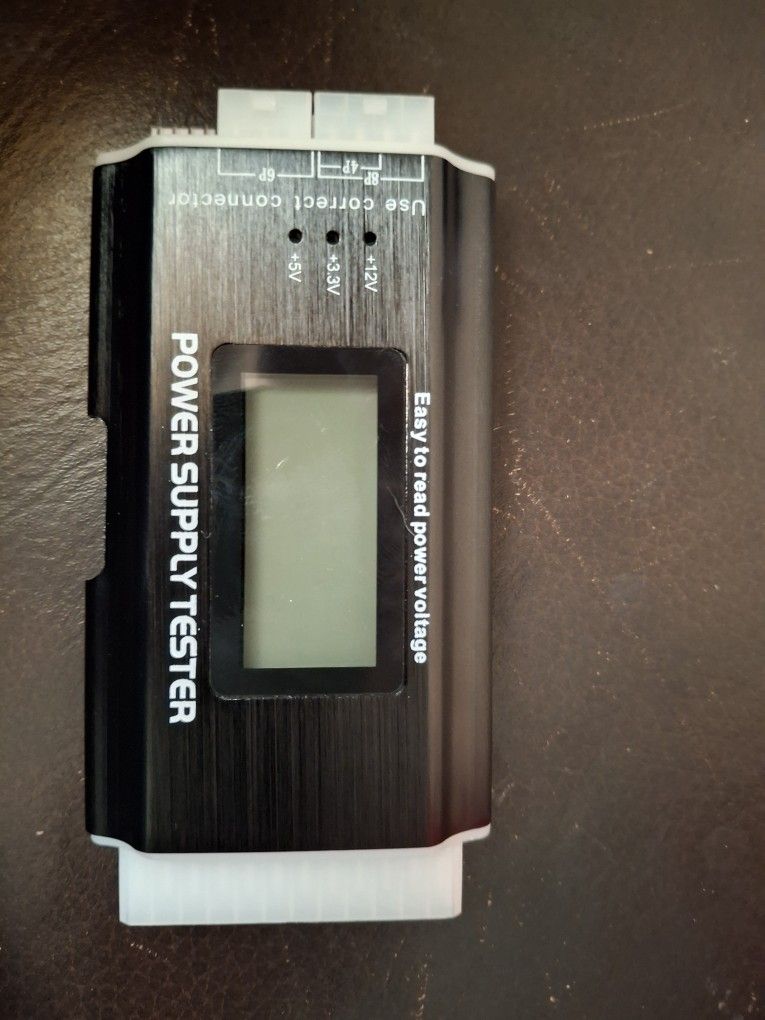 POWER SUPPLY TESTER
Easy to read power voltage
+12V
+3.3V
+5V
Use correct connector
8P
4P
6P